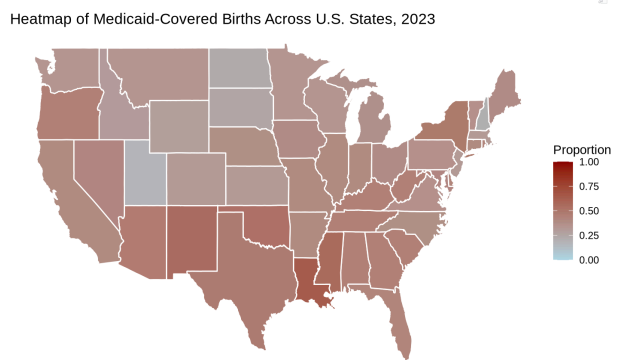 Heatmap of Medicaid-Covered Births Across U.S. States, 2023
Proportion
1.00
0.75
0.50
0.25
0.00